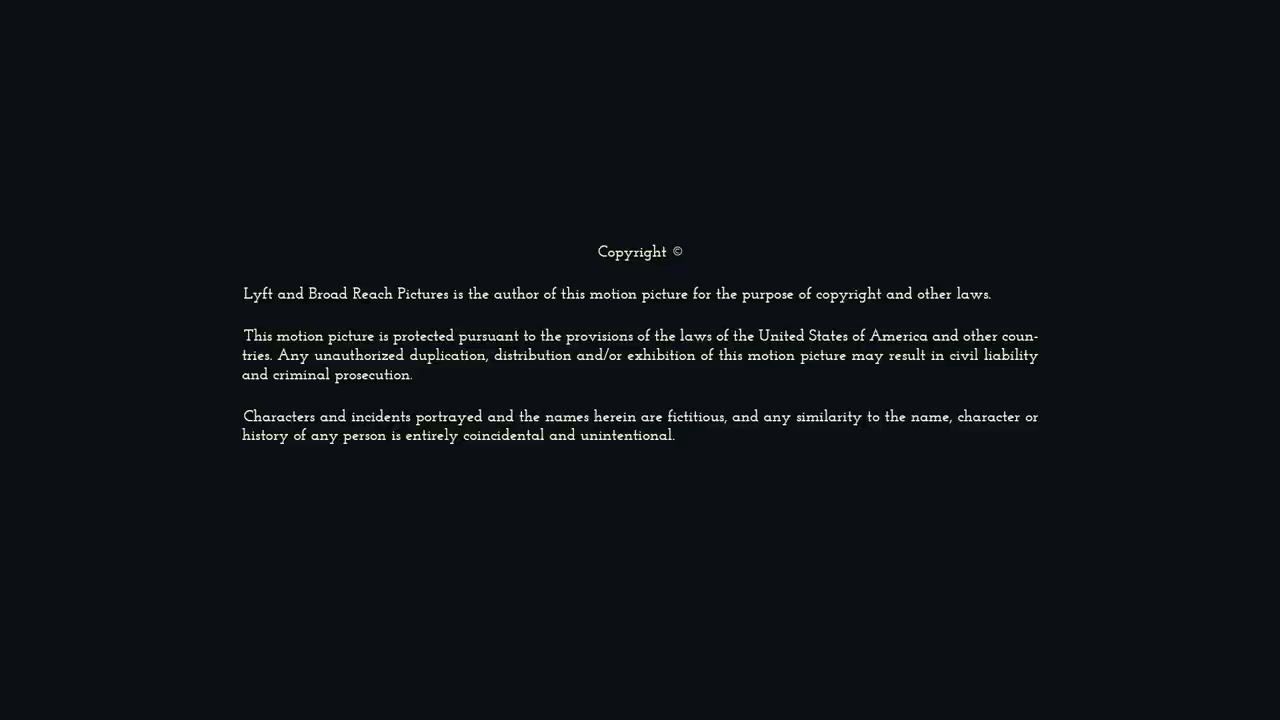 Copyright ©
Lyft and Broad Reach Pictures is the author of this motion picture for the purpose of copyright and other laws.
This motion picture is protected pursuant to the provisions of the laws of the United States of America and other coun-
tries. Any unauthorized duplication, distribution and/or exhibition of this motion picture may result in civil liability
and criminal prosecution.
Characters and incidents portrayed and the names herein are fictitious, and any similarity to the name, character or
history of any person is entirely coincidental and unintentional.